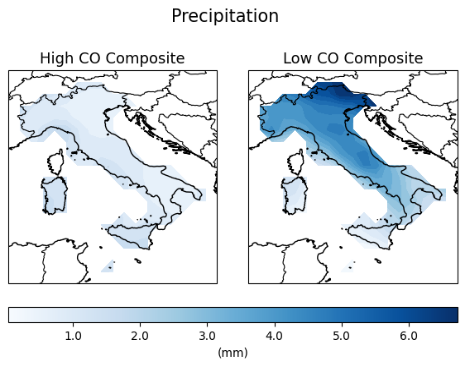 Precipitation
High CO Composite
Low CO Composite
1.0 2.0 3.0 4.0 5.0 6.0
(mm)